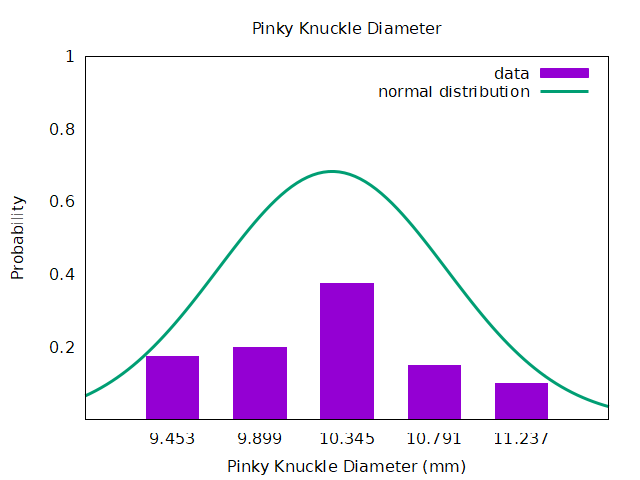 Pinky Knuckle Diameter
1
0.8
0.6
0.4
0.2
Probability
data
normal distribution
9.453 9.899 10.345 10.791 11.237
Pinky Knuckle Diameter (mm)